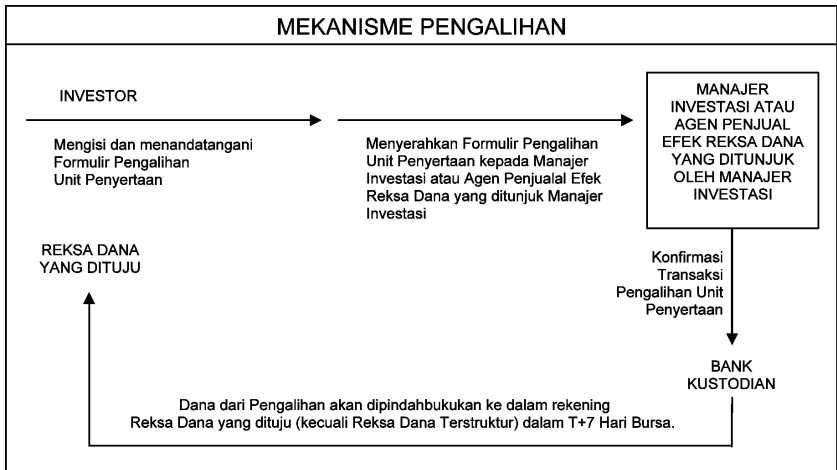 MEKANISME PENGALIHAN
INVESTOR
Mengisi dan menandatangani
Formulir Pengalihan
Unit Penyertaan
Menyerahkan Formulir Pengalihan
Unit Penyertaan kepada Manajer
Investasi atau Agen Penjualal Efek
Reksa Dana yang ditunjuk Manajer
Investasi
MANAJER
INVESTASI ATAU
AGEN PENJUAL
EFEK REKSA DANA
YANG DITUNJUK
OLEH MANAJER
INVESTASI
Konfirmasi
Transaksi
Pengalihan Unit
Penyertaan
BANK
KUSTODIAN
Dana dari Pengalihan akan dipindahbukukan ke dalam rekening
Reksa Dana yang dituju (kecuali Reksa Dana Terstruktur) dalam T+7 Hari Bursa.
REKSA DANA
YANG DITUJU